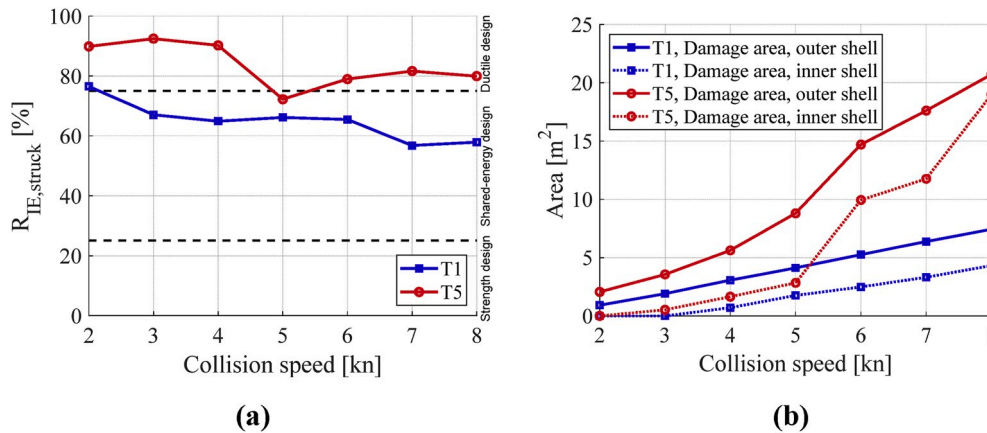 100
80
60
40
20
0
R_IE,struck [%]
Ductile design
Shared-energy design
Strength design
T1
T5
2 3 4 5 6 7 8
Collision speed [kn]
(a)
25
20
15
10
5
0
Area [m²]
T1, Damage area, outer shell
T1, Damage area, inner shell
T5, Damage area, outer shell
T5, Damage area, inner shell
2 3 4 5 6 7
Collision speed [kn]
(b)